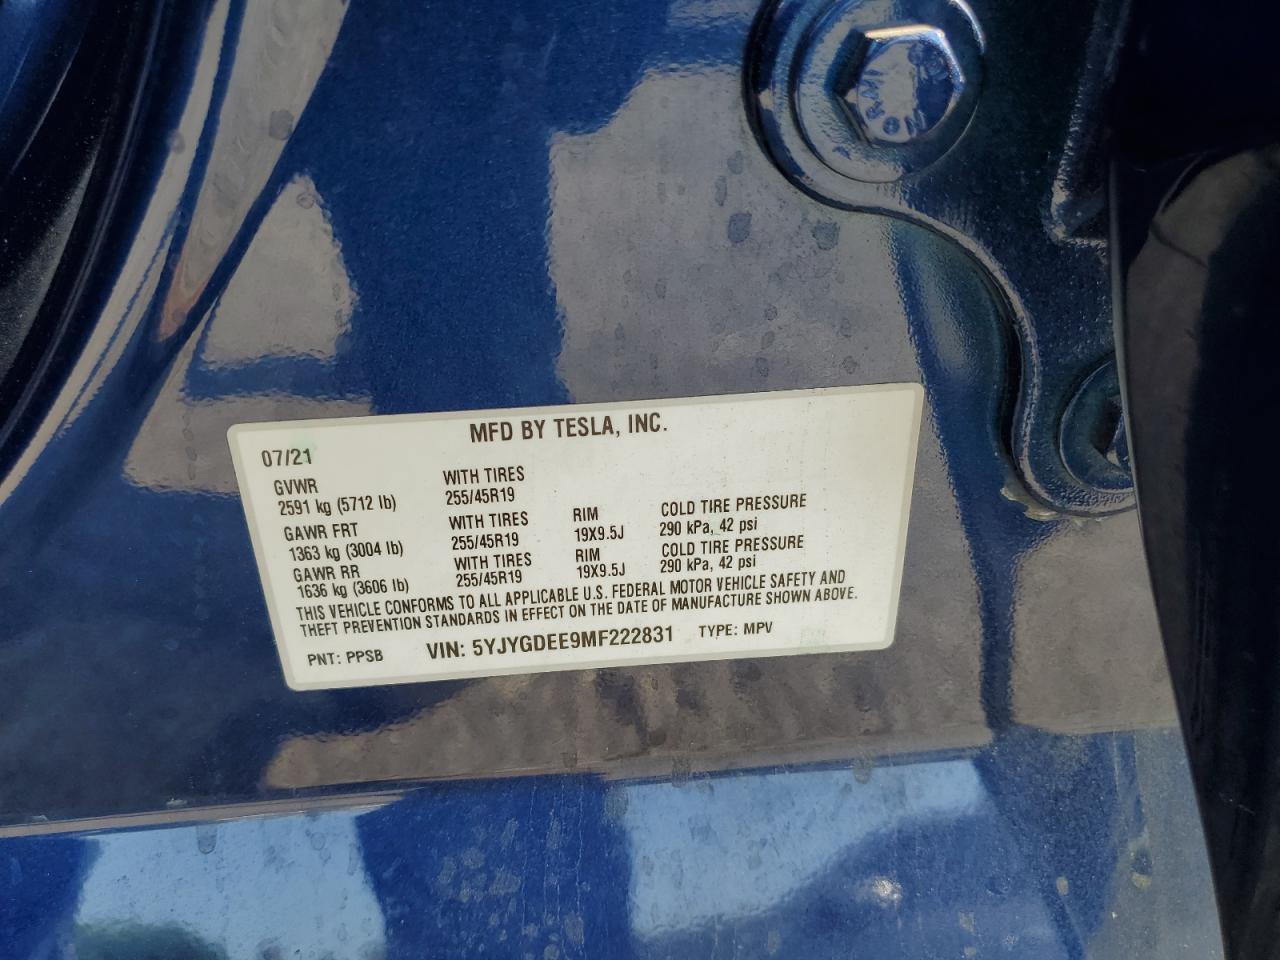 MFD BY TESLA, INC.
07/21
GVWR WITH TIRES
2591 kg (5712 lb) 255/45R19
GAWR FRT WITH TIRES RIM COLD TIRE PRESSURE
1363 kg (3004 lb) 255/45R19 19X9.5J 290 kPa, 42 psi
GAWR RR WITH TIRES RIM COLD TIRE PRESSURE
1636 kg (3606 lb) 255/45R19 19X9.5J 290 kPa, 42 psi
THIS VEHICLE CONFORMS TO ALL APPLICABLE U.S. FEDERAL MOTOR VEHICLE SAFETY AND
THEFT PREVENTION STANDARDS IN EFFECT ON THE DATE OF MANUFACTURE SHOWN ABOVE.
PNT: PPSB VIN: 5YJYGDEE9MF222831 TYPE: MPV